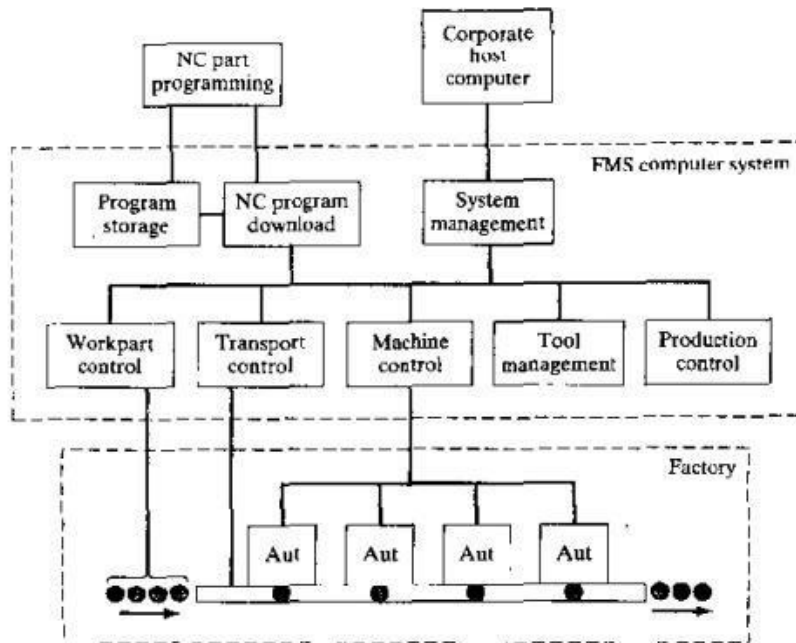 NC part
programming
Corporate
host
computer
FMS computer system
Program
storage
NC program
download
System
management
Workpart
control
Transport
control
Machine
control
Tool
management
Production
control
Factory
Aut
Aut
Aut
Aut